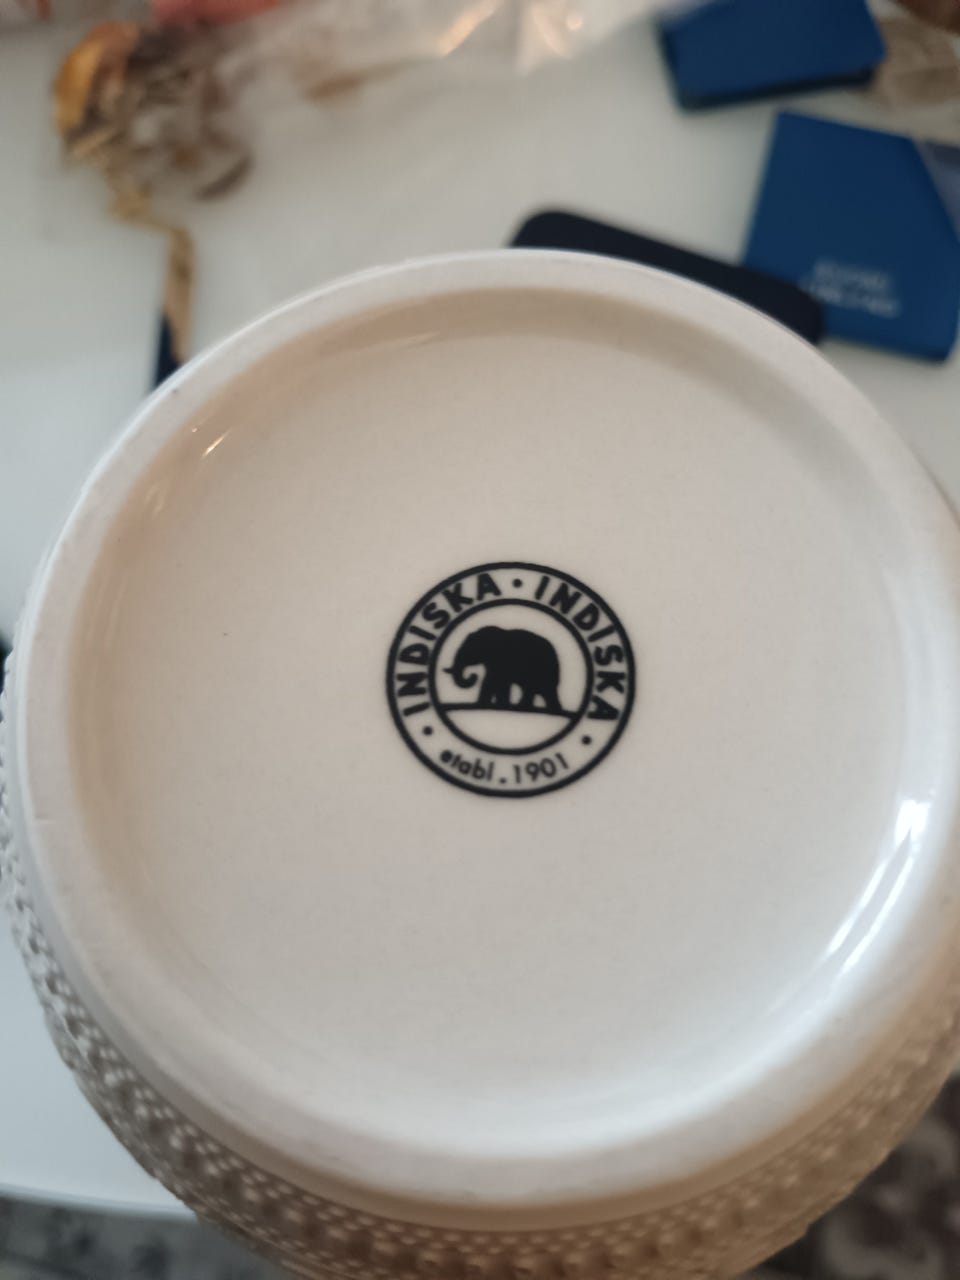 INDISKA · INDISKA
· etabl. 1901 ·